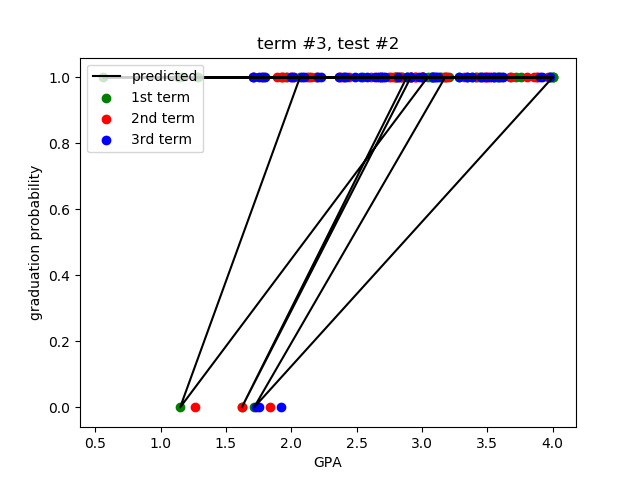 term #3, test #2
predicted
1st term
2nd term
3rd term
graduation probability
1.0
0.8
0.6
0.4
0.2
0.0
0.5 1.0 1.5 2.0 2.5 3.0 3.5 4.0
GPA